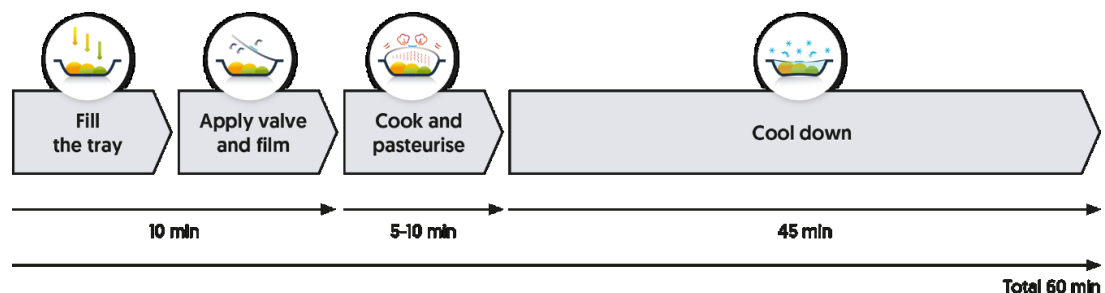 Fill
the tray
Apply valve
and film
Cook and
pasteurise
Cool down
10 min
5-10 min
45 min
Total 60 min